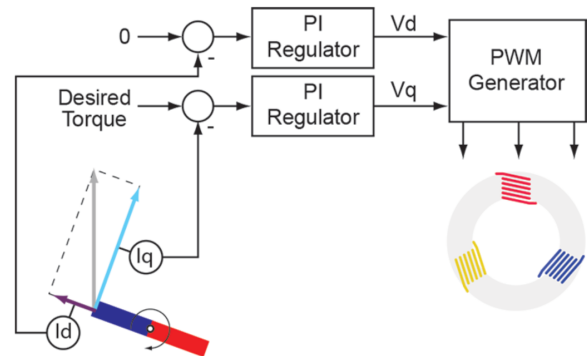 0
-
PI
Regulator
Vd
PWM
Generator
Desired
Torque
-
PI
Regulator
Vq
Iq
Id